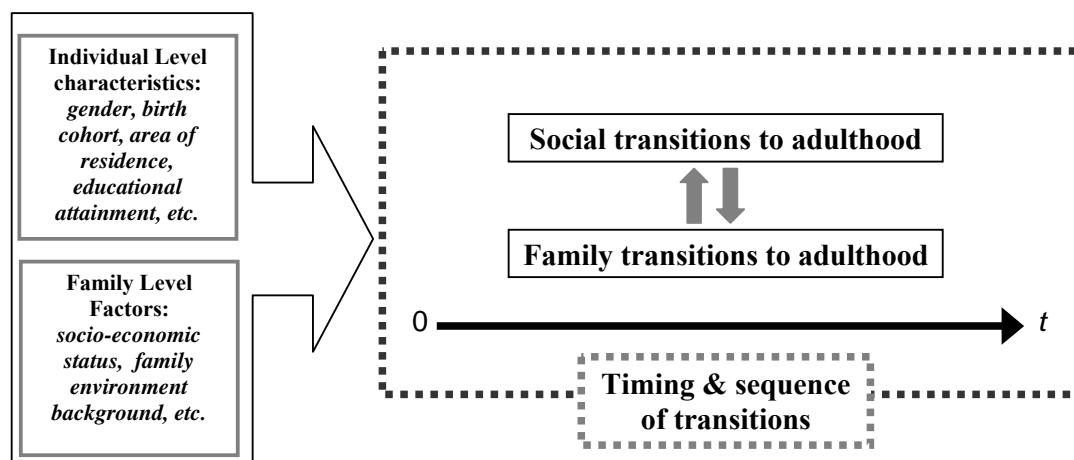 Individual Level
characteristics:
gender, birth
cohort, area of
residence,
educational
attainment, etc.
Family Level
Factors:
socio-economic
status, family
environment
background, etc.
Social transitions to adulthood
Family transitions to adulthood
0
t
Timing & sequence
of transitions